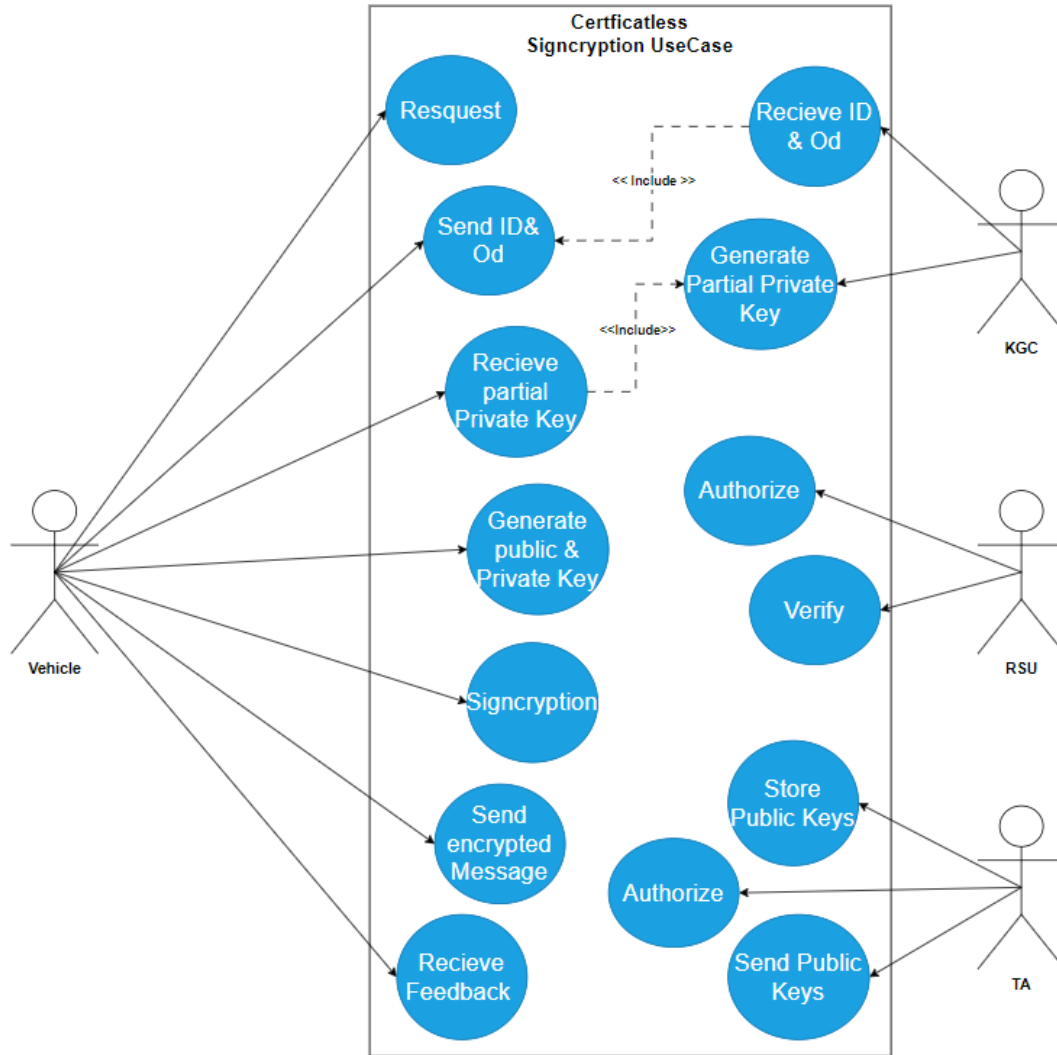 Certficatless
Signcryption UseCase
Resquest
Recieve ID
& Od
<< Include >>
Send ID&
Od
Generate
Partial Private
Key
<<Include>>
KGC
Recieve
partial
Private Key
Authorize
Generate
public &
Private Key
Verify
Vehicle
RSU
Signcryption
Store
Public Keys
Send
encrypted
Message
Authorize
Recieve
Feedback
Send Public
Keys
TA